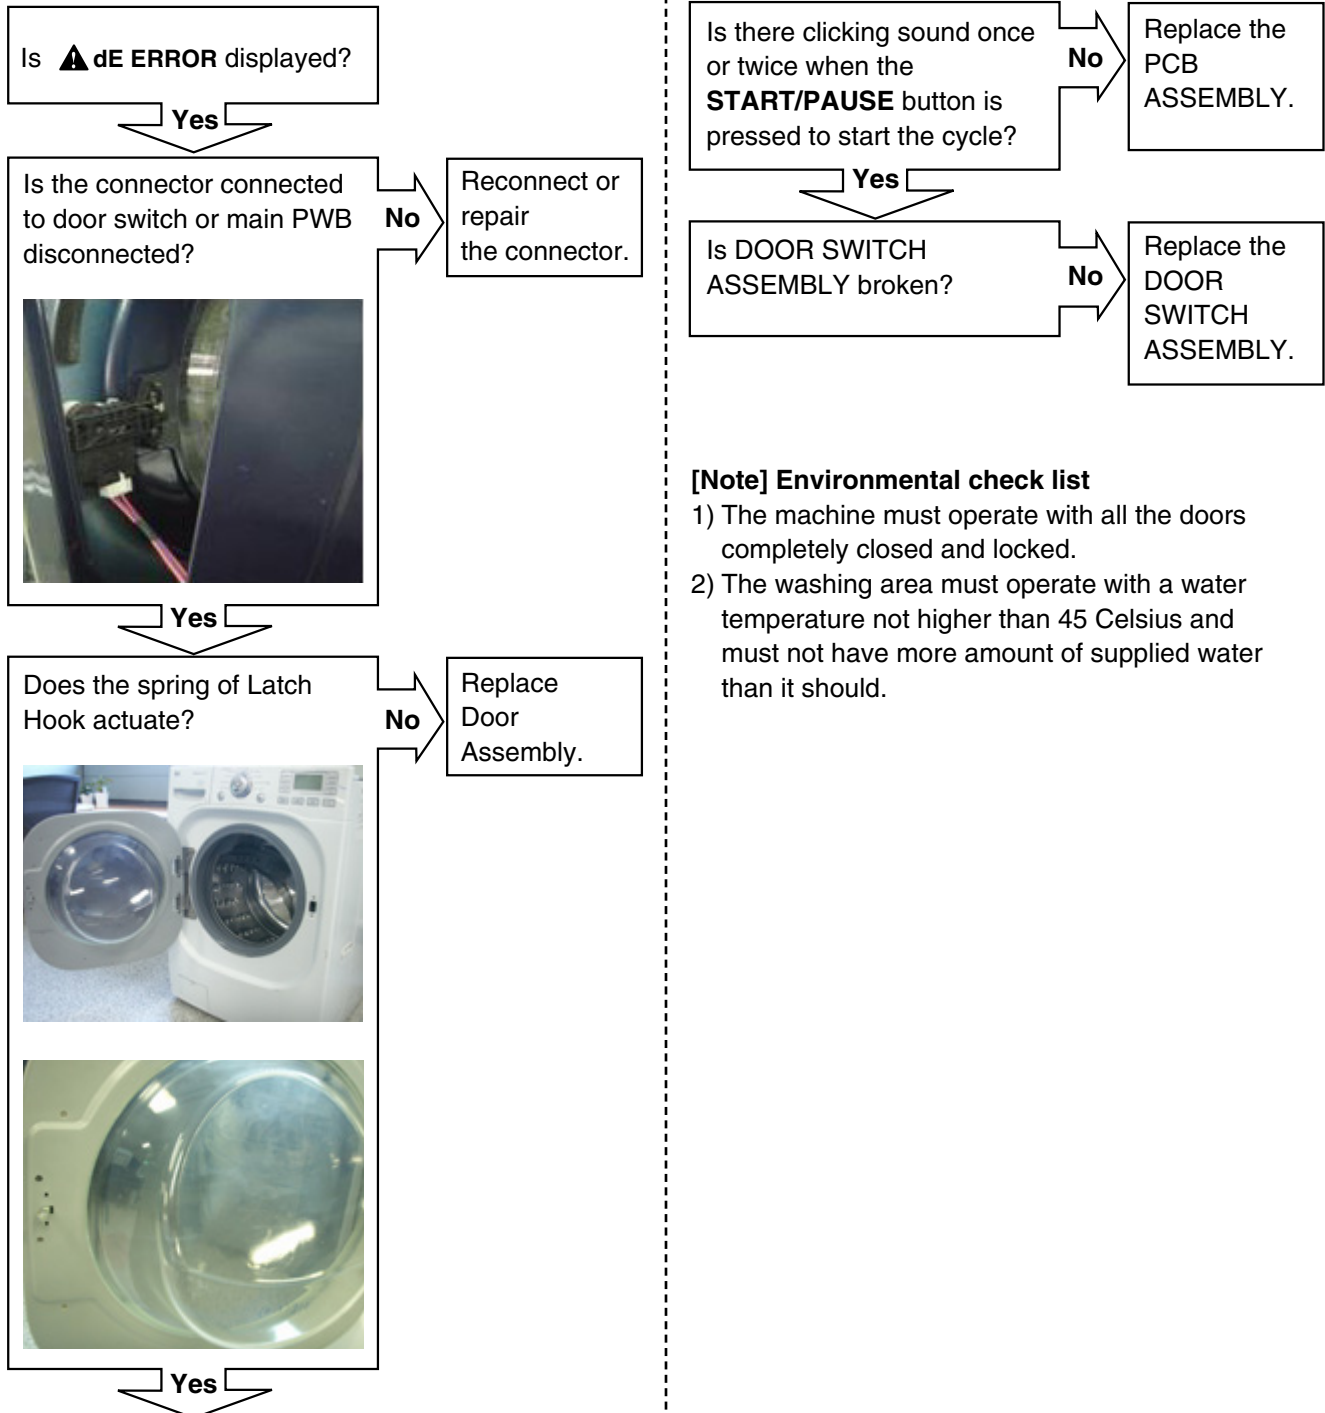 Is ⚠ dE ERROR displayed?
Yes
Is the connector connected
to door switch or main PWB
disconnected?
No
Reconnect or
repair
the connector.
Yes
Does the spring of Latch
Hook actuate?
No
Replace
Door
Assembly.
Yes
Is there clicking sound once
or twice when the
START/PAUSE button is
pressed to start the cycle?
No
Replace the
PCB
ASSEMBLY.
Yes
Is DOOR SWITCH
ASSEMBLY broken?
No
Replace the
DOOR
SWITCH
ASSEMBLY.
[Note] Environmental check list
1) The machine must operate with all the doors
completely closed and locked.
2) The washing area must operate with a water
temperature not higher than 45 Celsius and
must not have more amount of supplied water
than it should.